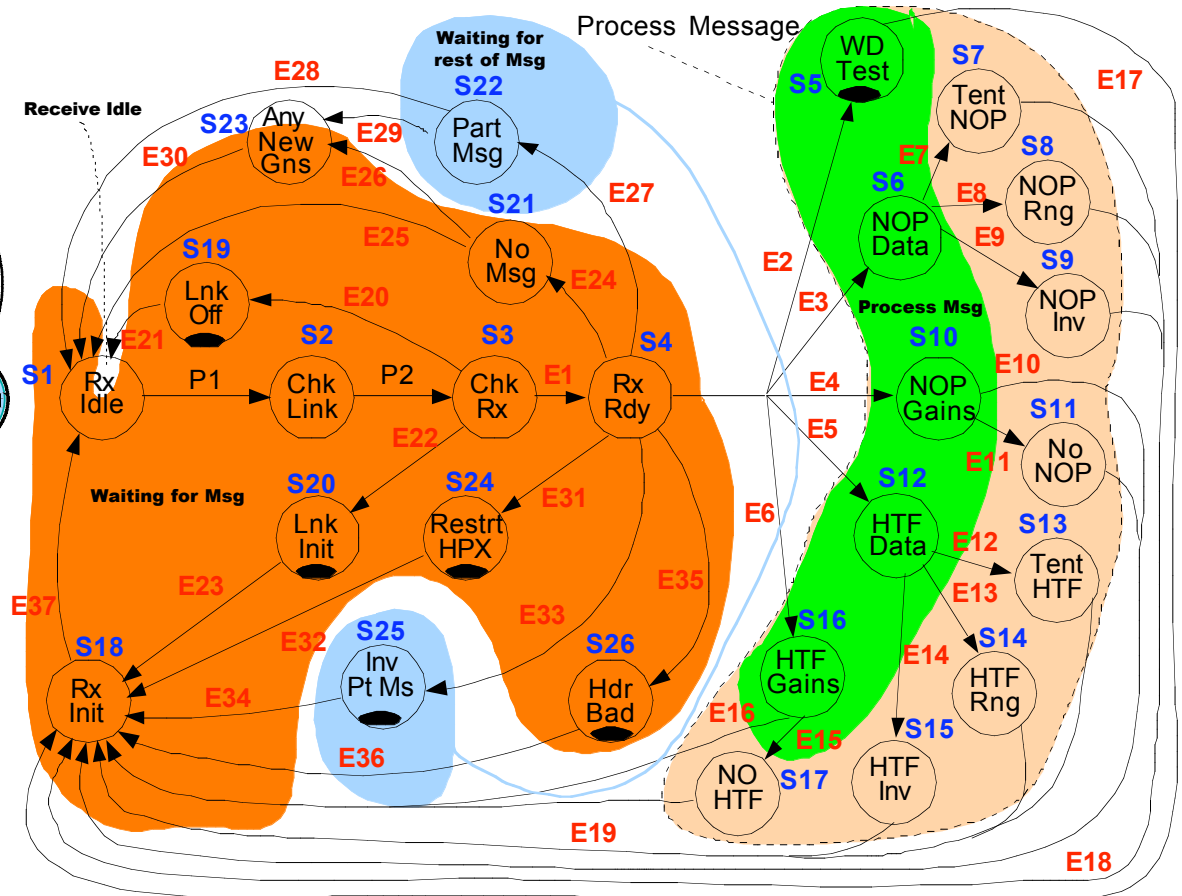 Process Message
Waiting for
rest of Msg
Receive Idle
E28
S22
Part
Msg
S23
Any
New
Gns
E29
E30
E26
E27
S21
No
Msg
E25
E24
S19
Lnk
Off
E20
E21
S1
Rx
Idle
P1
S2
Chk
Link
P2
S3
Chk
Rx
E1
S4
Rx
Rdy
E22
E31
Waiting for Msg
S20
Lnk
Init
S24
Restrt
HPX
E23
E32
E33
E35
E37
S18
Rx
Init
S25
Inv
Pt Ms
E34
S26
Hdr
Bad
E36
WD
Test
S5
S7
Tent
NOP
E17
E7
S6
NOP
Data
E8
S8
NOP
Rng
E9
S9
NOP
Inv
E2
E3
Process Msg
S10
NOP
Gains
E4
E10
E5
S11
No
NOP
E11
E6
S12
HTF
Data
E12
S13
Tent
HTF
E13
S14
HTF
Rng
E14
S16
HTF
Gains
E16
E15
S15
HTF
Inv
S17
NO
HTF
E19
E18